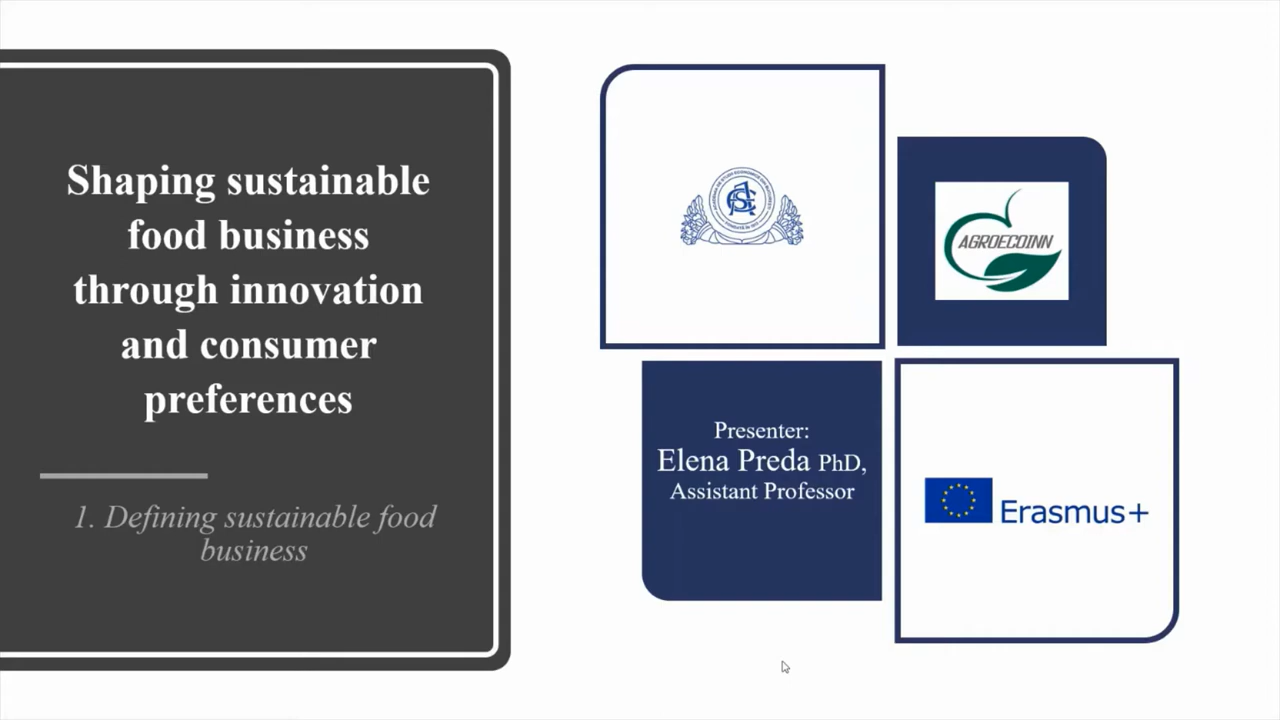 Shaping sustainable
food business
through innovation
and consumer
preferences
1. Defining sustainable food
business
AGROECOINN
Presenter:
Elena Preda PhD,
Assistant Professor
Erasmus+